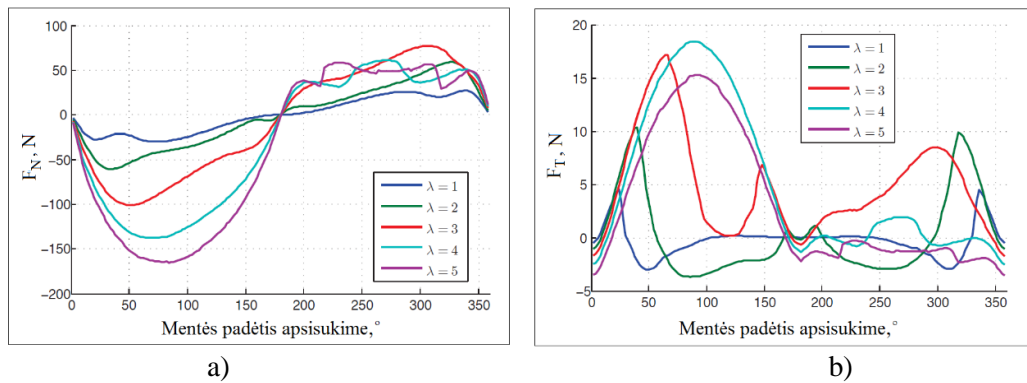 100
50
0
−50
−100
−150
−200
F_N, N
λ = 1
λ = 2
λ = 3
λ = 4
λ = 5
0 50 100 150 200 250 300 350
Mentės padėtis apsisukime,°
a)
20
15
10
5
0
5
F_T, N
λ = 1
λ = 2
λ = 3
λ = 4
λ = 5
0 50 100 150 200 250 300 350
Mentės padėtis apsisukime,°
b)